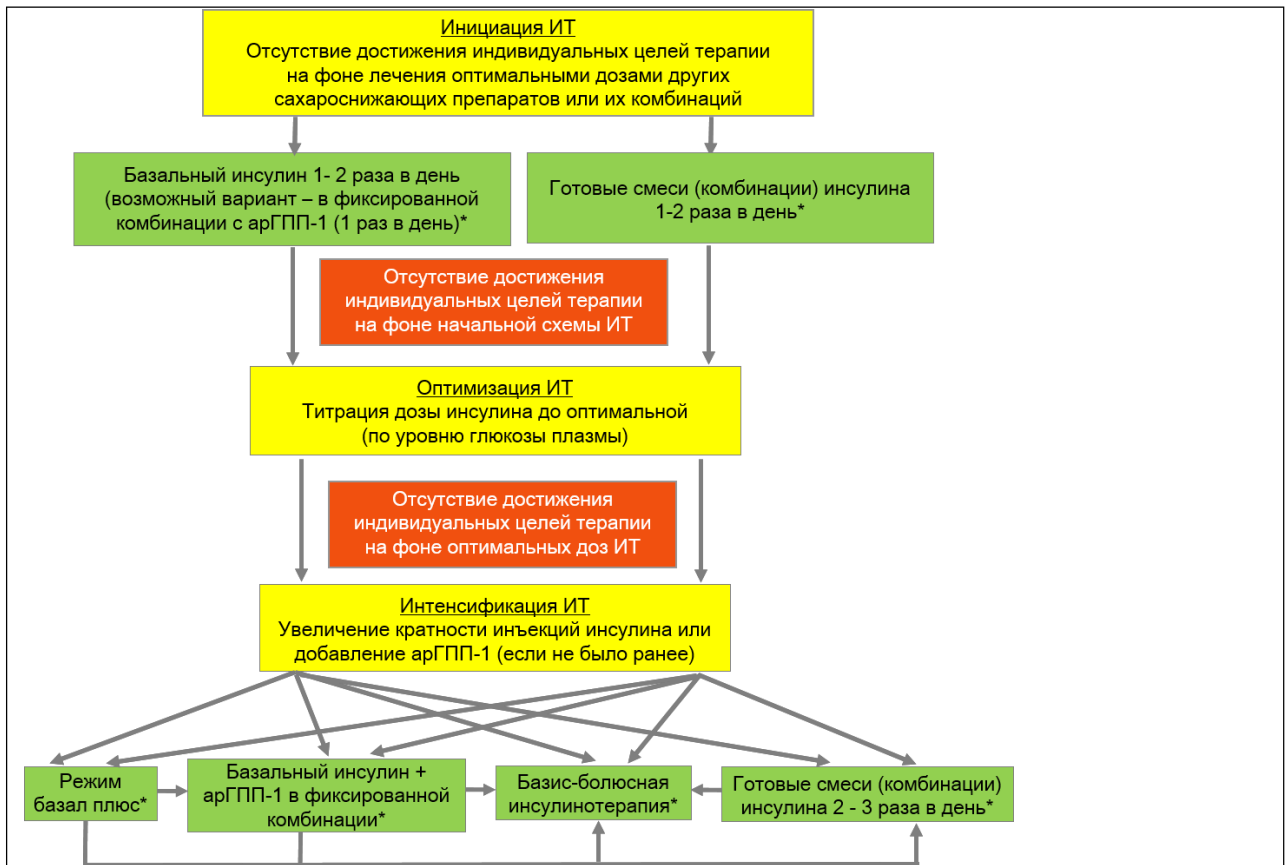 Инициация ИТ
Отсутствие достижения индивидуальных целей терапии
на фоне лечения оптимальными дозами других
сахароснижающих препаратов или их комбинаций
Базальный инсулин 1- 2 раза в день
(возможный вариант – в фиксированной
комбинации с арГПП-1 (1 раз в день)*
Готовые смеси (комбинации) инсулина
1-2 раза в день*
Отсутствие достижения
индивидуальных целей терапии
на фоне начальной схемы ИТ
Оптимизация ИТ
Титрация дозы инсулина до оптимальной
(по уровню глюкозы плазмы)
Отсутствие достижения
индивидуальных целей терапии
на фоне оптимальных доз ИТ
Интенсификация ИТ
Увеличение кратности инъекций инсулина или
добавление арГПП-1 (если не было ранее)
Режим
базал плюс*
Базальный инсулин +
арГПП-1 в фиксированной
комбинации*
Базис-болюсная
инсулинотерапия*
Готовые смеси (комбинации)
инсулина 2 - 3 раза в день*